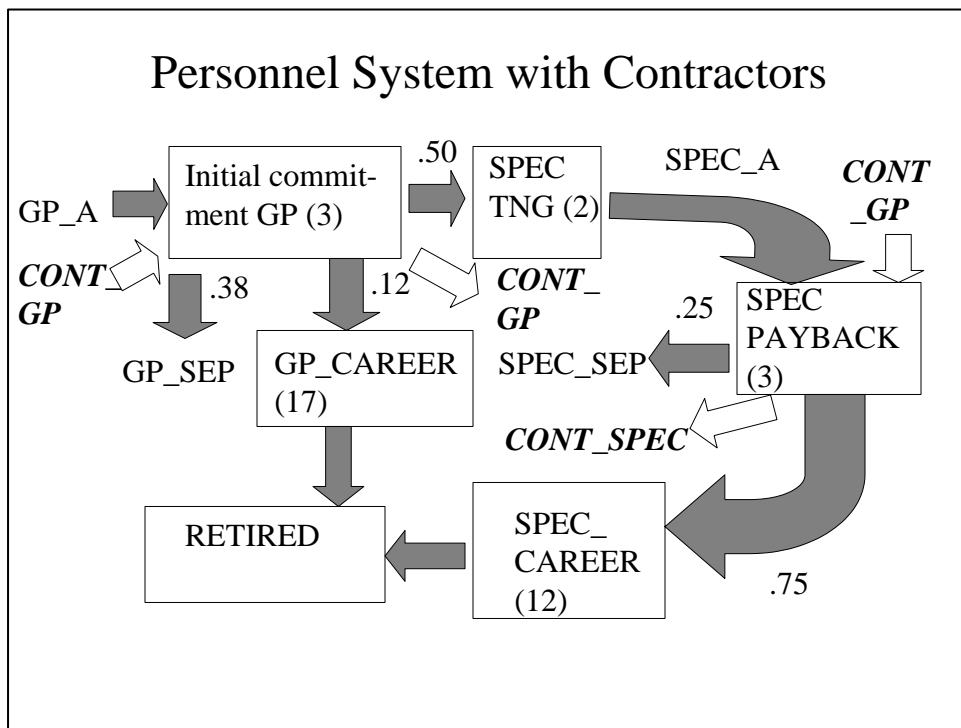 Personnel System with Contractors
.50
SPEC_A
CONT
_GP
Initial commit-
ment GP (3)
SPEC
TNG (2)
GP_A
CONT_
GP
.38
.12
CONT_
GP
GP_SEP
GP_CAREER
(17)
.25
SPEC_SEP
SPEC
PAYBACK
(3)
CONT_SPEC
RETIRED
SPEC_
CAREER
(12)
.75